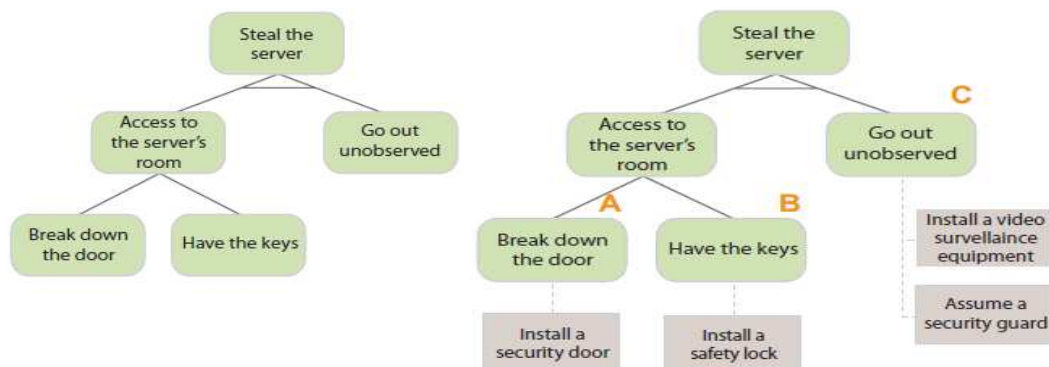 Steal the
server
Access to
the server's
room
Go out
unobserved
Break down
the door
Have the keys
Steal the
server
C
Access to
the server's
room
Go out
unobserved
A
B
Break down
the door
Have the keys
Install a video
survellaince
equipment
Install a
security door
Install a
safety lock
Assume a
security guard